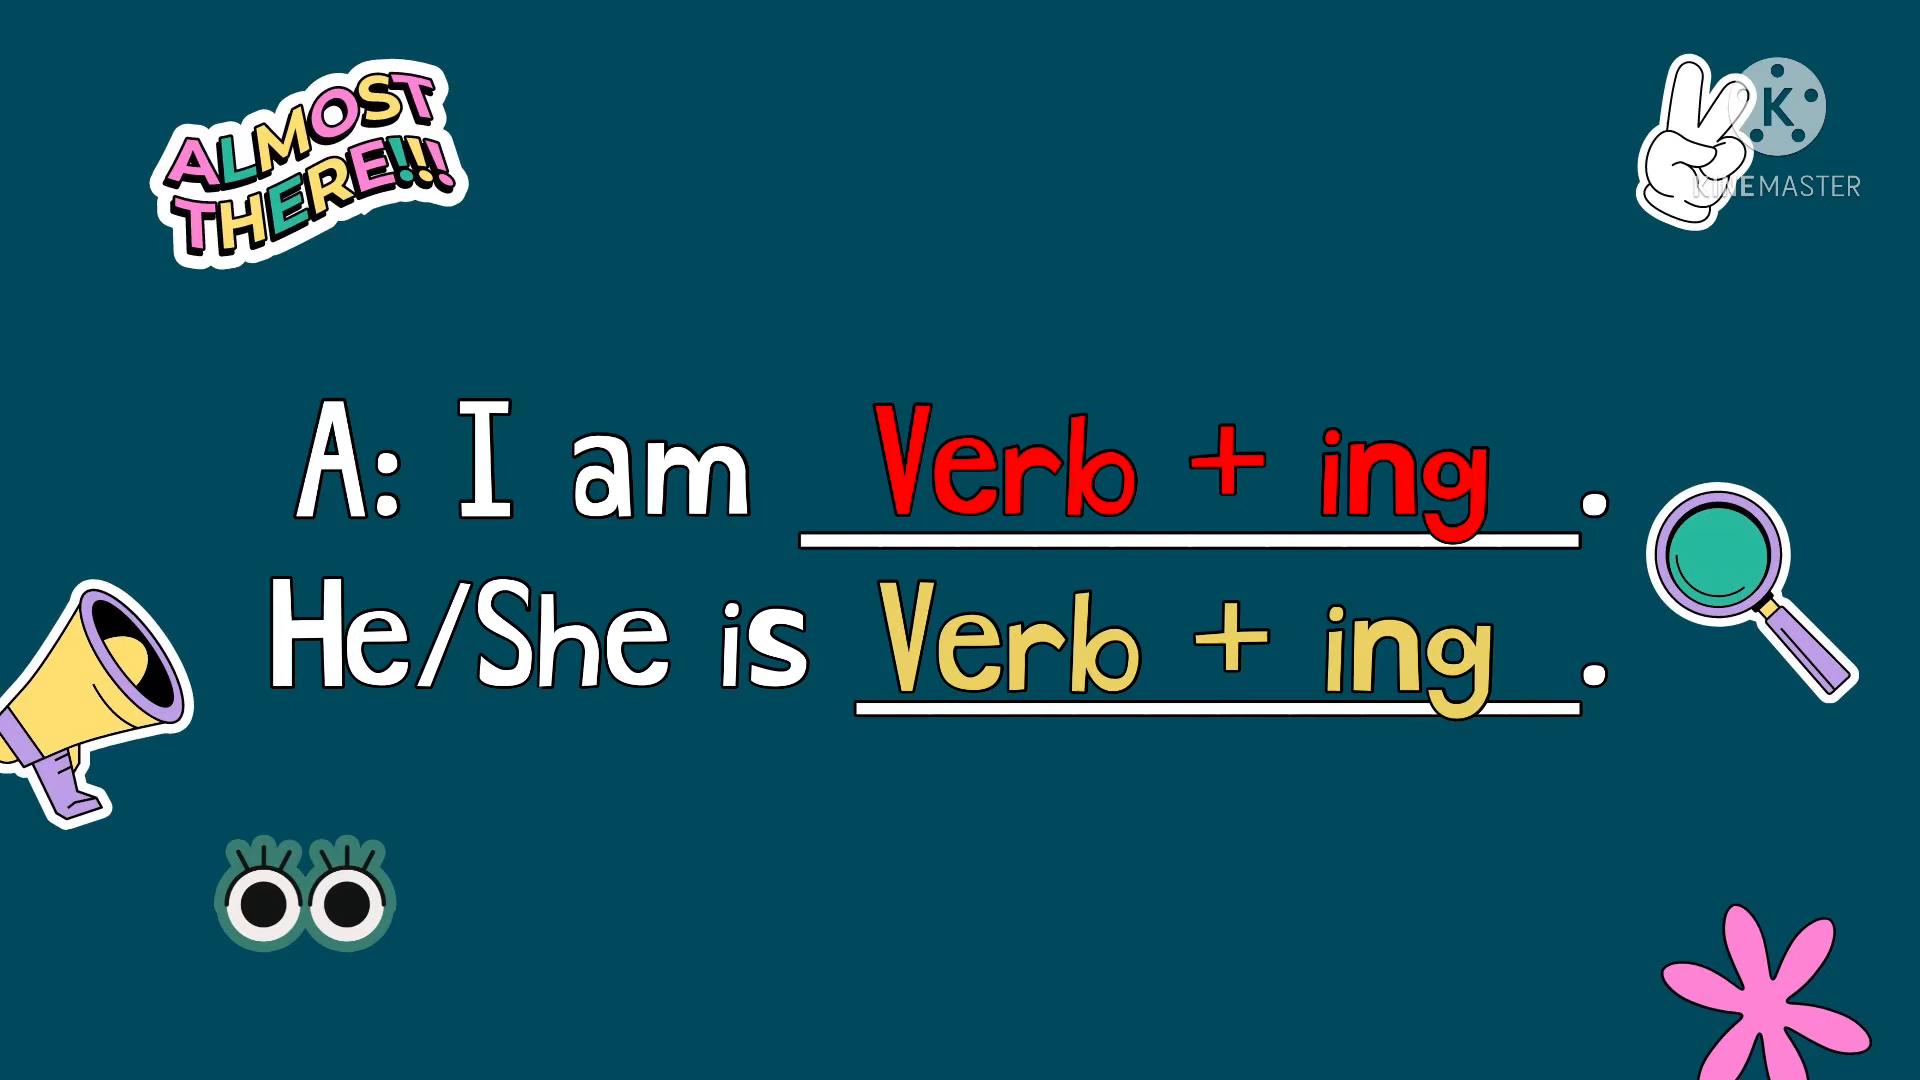 ALMOST
THERE!!!
K
KINEMASTER
A: I am Verb + ing .
He/She is Verb + ing .